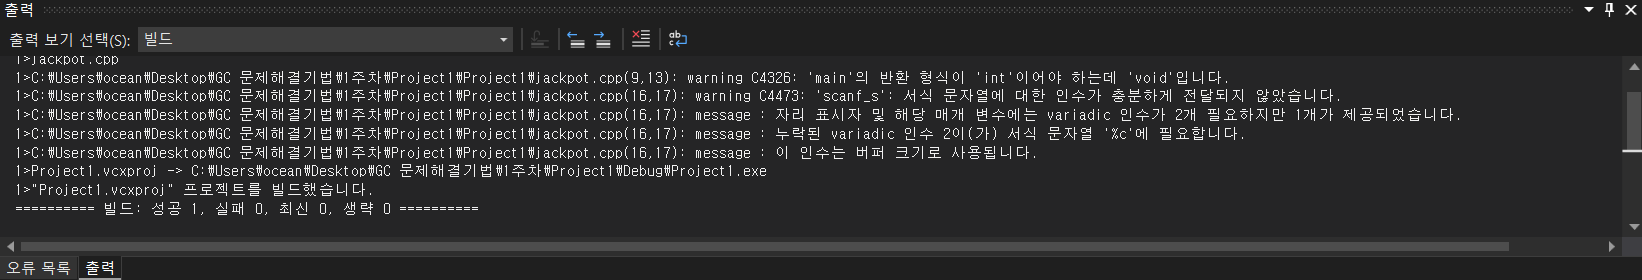 출력
출력 보기 선택(S): 빌드
1>jackpot.cpp
1>C:₩Users₩ocean₩Desktop₩GC 문제해결기법₩1주차₩Project1₩Project1₩jackpot.cpp(9,13): warning C4326: 'main'의 반환 형식이 'int'이어야 하는데 'void'입니다.
1>C:₩Users₩ocean₩Desktop₩GC 문제해결기법₩1주차₩Project1₩Project1₩jackpot.cpp(16,17): warning C4473: 'scanf_s': 서식 문자열에 대한 인수가 충분하게 전달되지 않았습니다.
1>C:₩Users₩ocean₩Desktop₩GC 문제해결기법₩1주차₩Project1₩Project1₩jackpot.cpp(16,17): message : 자리 표시자 및 해당 매개 변수에는 variadic 인수가 2개 필요하지만 1개가 제공되었습니다.
1>C:₩Users₩ocean₩Desktop₩GC 문제해결기법₩1주차₩Project1₩Project1₩jackpot.cpp(16,17): message : 누락된 variadic 인수 2이(가) 서식 문자열 '%c'에 필요합니다.
1>C:₩Users₩ocean₩Desktop₩GC 문제해결기법₩1주차₩Project1₩Project1₩jackpot.cpp(16,17): message : 이 인수는 버퍼 크기로 사용됩니다.
1>Project1.vcxproj -> C:₩Users₩ocean₩Desktop₩GC 문제해결기법₩1주차₩Project1₩Debug₩Project1.exe
1>"Project1.vcxproj" 프로젝트를 빌드했습니다.
========== 빌드: 성공 1, 실패 0, 최신 0, 생략 0 ==========
오류 목록 출력